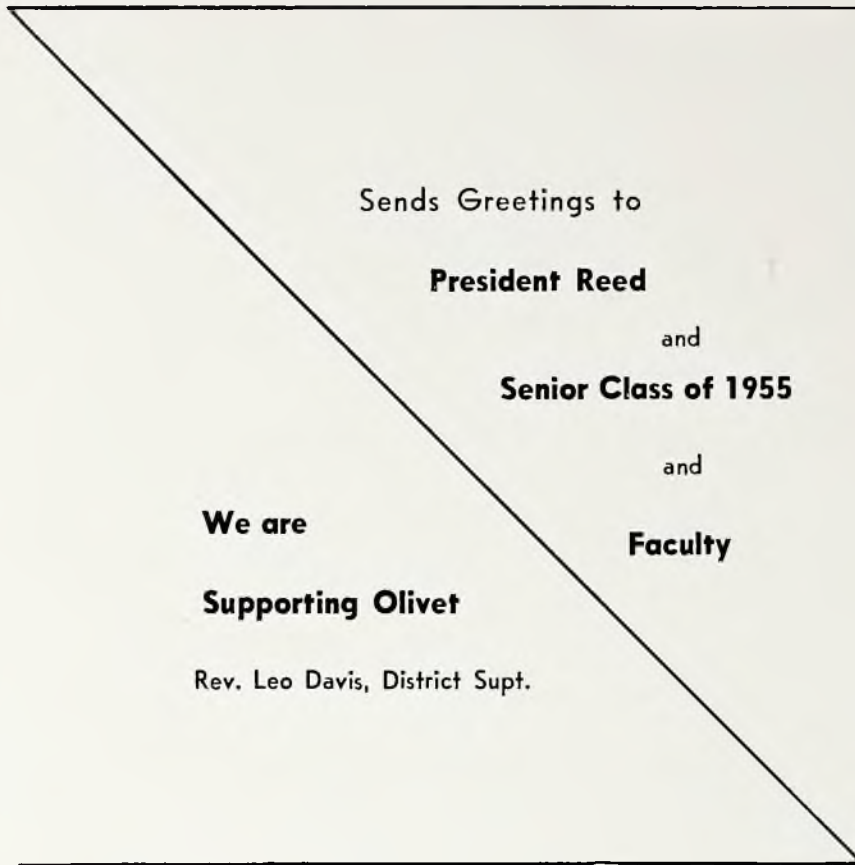 Sends Greetings to
President Reed
and
Senior Class of 1955
and
Faculty
We are
Supporting Olivet
Rev. Leo Davis, District Supt.